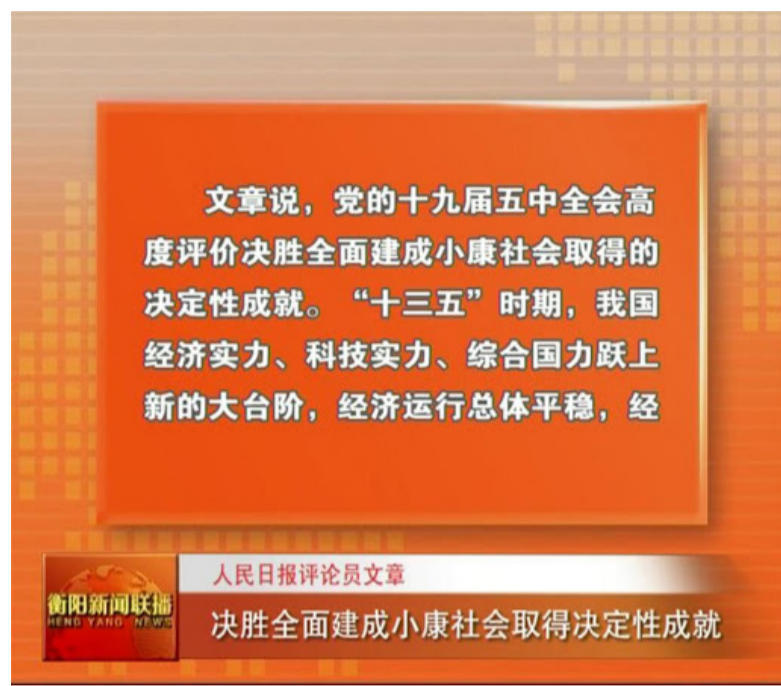 文章说，党的十九届五中全会高
度评价决胜全面建成小康社会取得的
决定性成就。“十三五”时期，我国
经济实力、科技实力、综合国力跃上
新的大台阶，经济运行总体平稳，经
人民日报评论员文章
衡阳新闻联播
HENG YANG NEWS
决胜全面建成小康社会取得决定性成就